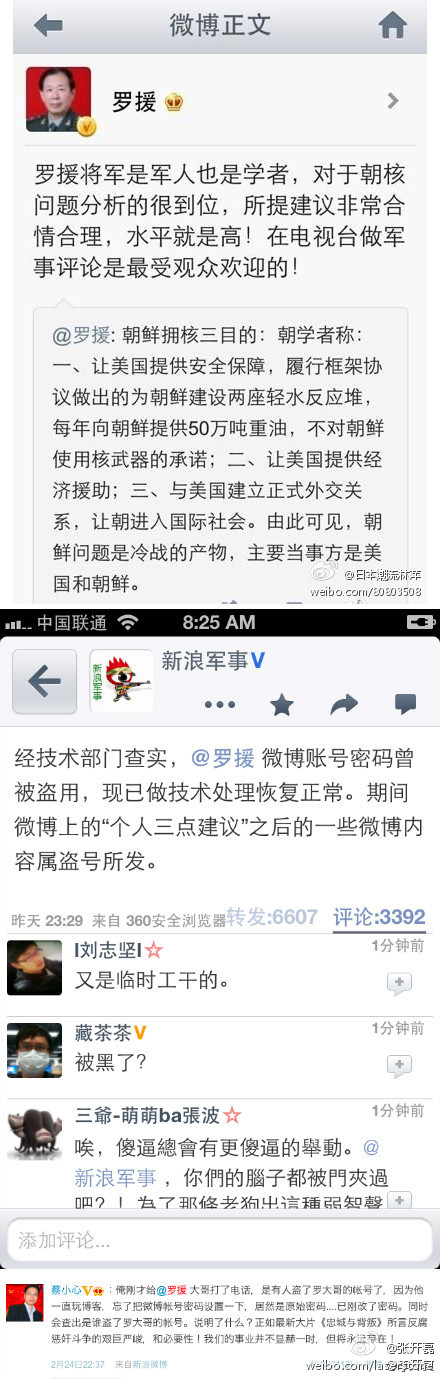 微博正文
罗援
罗援将军是军人也是学者，对于朝核
问题分析的很到位，所提建议非常合
情合理，水平就是高！在电视台做军
事评论是最受观众欢迎的！
@罗援: 朝鲜拥核三目的：朝学者称：
一、让美国提供安全保障，履行框架协
议做出的为朝鲜建设两座轻水反应堆，
每年向朝鲜提供50万吨重油，不对朝鲜
使用核武器的承诺；二、让美国提供经
济援助；三、与美国建立正式外交关
系，让朝进入国际社会。由此可见，朝
鲜问题是冷战的产物，主要当事方是美
国和朝鲜。
@日本潮流林萃
weibo.com/80803508
中国联通 8:25 AM
新浪军事
新浪军事V
经技术部门查实，@罗援 微博账号密码曾
被盗用，现已做技术处理恢复正常。期间
微博上的“个人三点建议”之后的一些微博内
容属盗号所发。
昨天 23:29 来自 360安全浏览器
转发:6607 评论:3392
l刘志坚l 1分钟前
又是临时工干的。
藏茶茶V 1分钟前
被黑了？
三爺-萌萌ba張波 1分钟前
唉，傻逼總會有更傻逼的舉動。@
新浪军事 ，你們的腦子都被門夾過
吧？！為了那條老狗出這種弱智聲
添加评论...
蔡小心V：俺刚才给@罗援 大哥打了电话，是有人盗了罗大哥的帐号了，因为他
一直玩博客，忘了把微博帐号密码设置一下，居然是原始密码....已刚改了密码。同时
会查出是谁盗了罗大哥的帐号。这说明了什么？正如最新大片《忠城与背叛》所言反腐
惩奸斗争的艰巨严峻，和必要性！我们的事业并不显赫一时，但将永远存在！
@张开磊
2月24日22:37 来自新浪微博